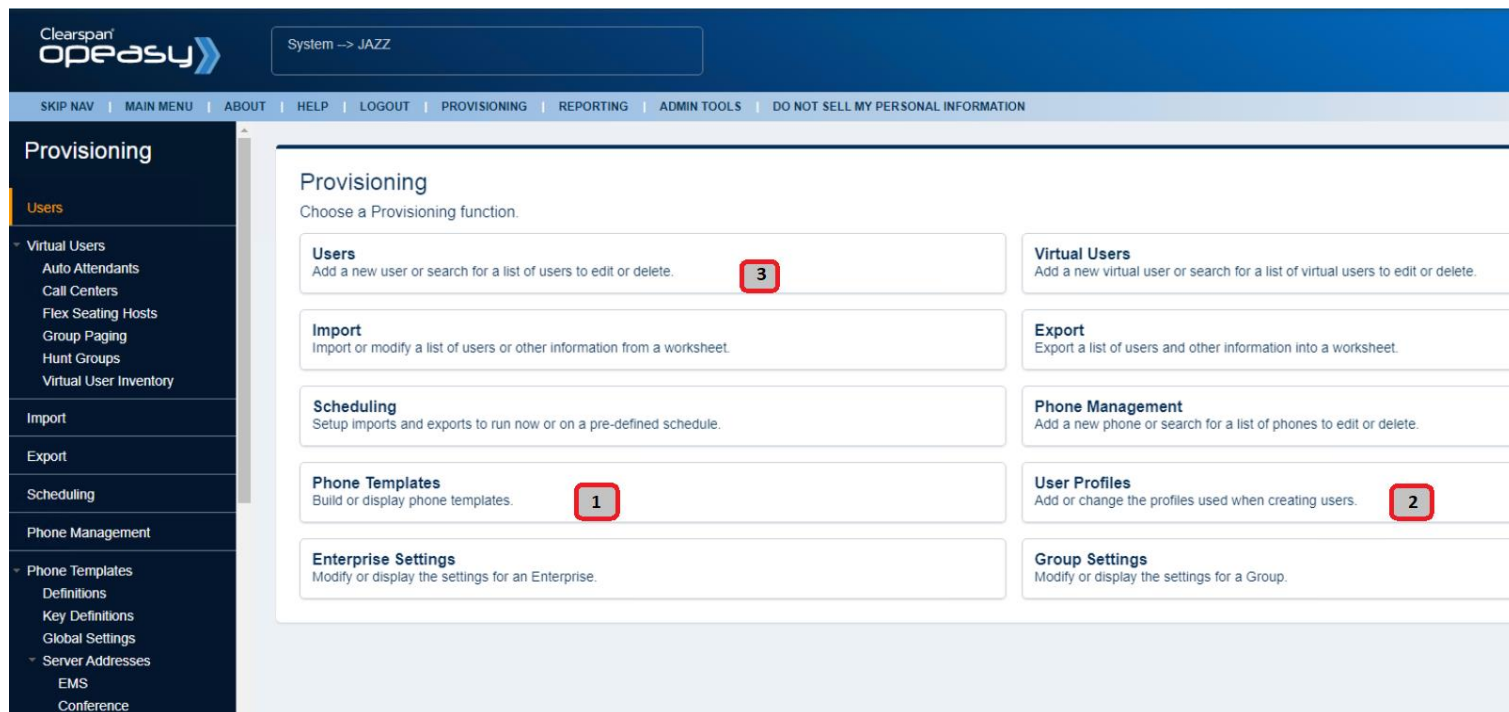 Clearspan®
opeasy
System --> JAZZ
SKIP NAV | MAIN MENU | ABOUT | HELP | LOGOUT | PROVISIONING | REPORTING | ADMIN TOOLS | DO NOT SELL MY PERSONAL INFORMATION
Provisioning
Users
Virtual Users
Auto Attendants
Call Centers
Flex Seating Hosts
Group Paging
Hunt Groups
Virtual User Inventory
Import
Export
Scheduling
Phone Management
Phone Templates
Definitions
Key Definitions
Global Settings
Server Addresses
EMS
Conference
Provisioning
Choose a Provisioning function.
Users
Add a new user or search for a list of users to edit or delete.
3
Virtual Users
Add a new virtual user or search for a list of virtual users to edit or delete.
Import
Import or modify a list of users or other information from a worksheet.
Export
Export a list of users and other information into a worksheet.
Scheduling
Setup imports and exports to run now or on a pre-defined schedule.
Phone Management
Add a new phone or search for a list of phones to edit or delete.
Phone Templates
Build or display phone templates.
1
User Profiles
Add or change the profiles used when creating users.
2
Enterprise Settings
Modify or display the settings for an Enterprise.
Group Settings
Modify or display the settings for a Group.